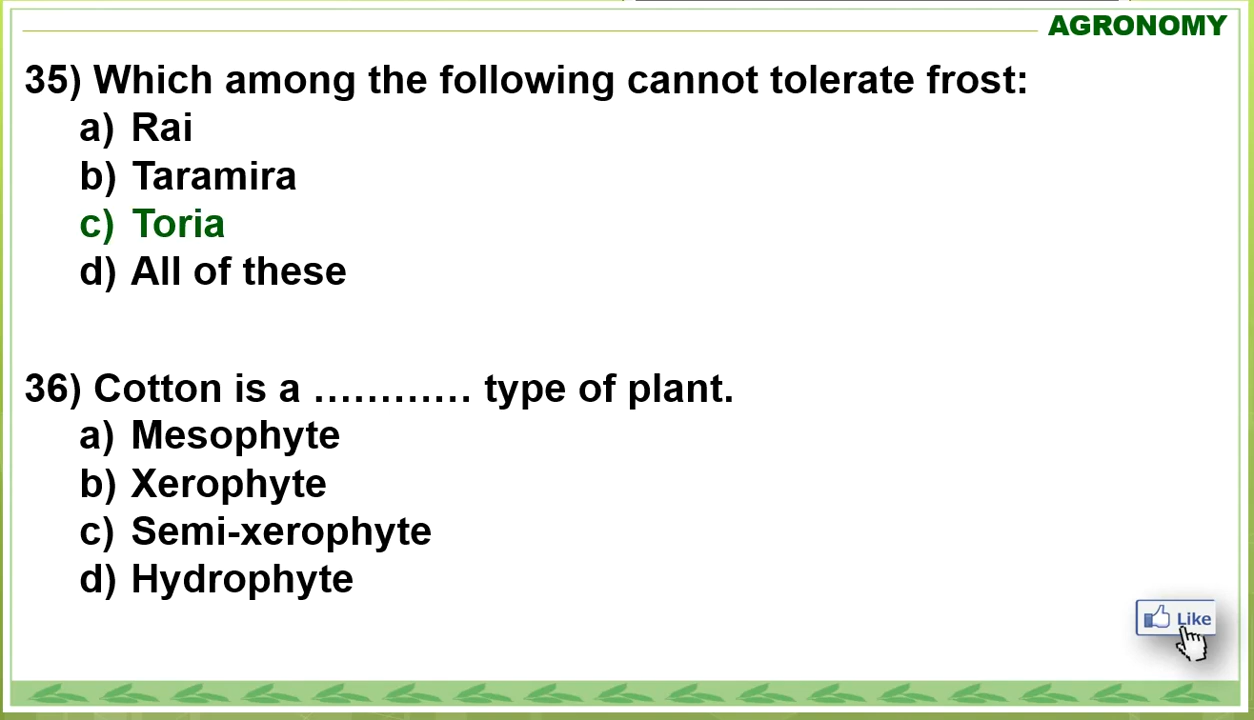 AGRONOMY
35) Which among the following cannot tolerate frost:
a) Rai
b) Taramira
c) Toria
d) All of these
36) Cotton is a ………… type of plant.
a) Mesophyte
b) Xerophyte
c) Semi-xerophyte
d) Hydrophyte
Like